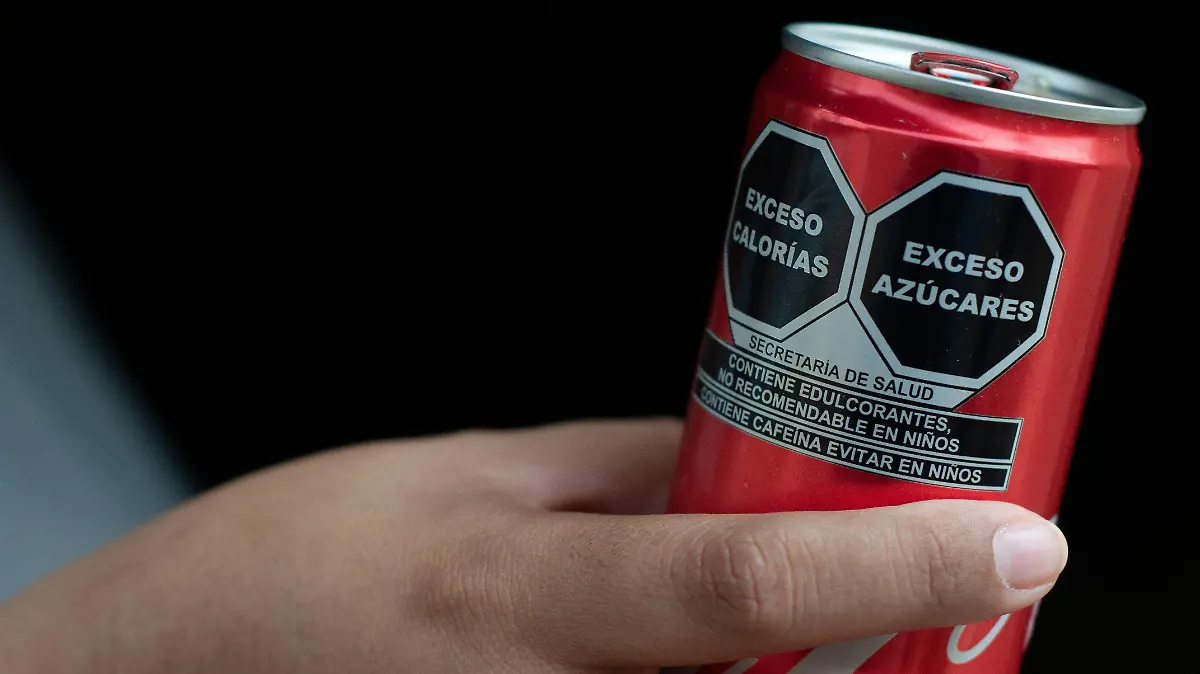 EXCESO
CALORÍAS
EXCESO
AZÚCARES
SECRETARÍA DE SALUD
CONTIENE EDULCORANTES,
NO RECOMENDABLE EN NIÑOS
CONTIENE CAFEÍNA EVITAR EN NIÑOS